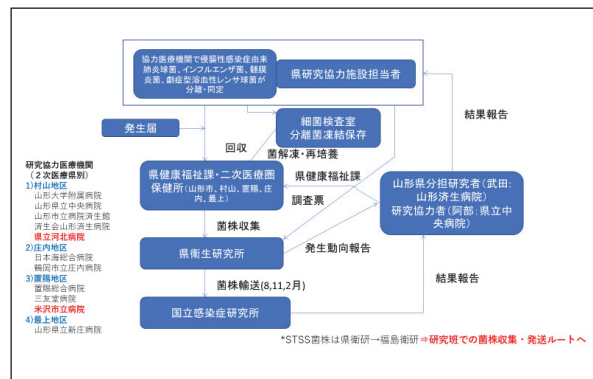 協力医療機関で侵襲性感染症由来
肺炎球菌、インフルエンザ菌、髄膜
炎菌、劇症型溶血性レンサ球菌が
分離・同定
県研究協力施設担当者
結果報告
発生届
細菌検査室
分離菌凍結保存
回収
菌解凍・再培養
研究協力医療機関
(２次医療県別)
1)村山地区
山形大学附属病院
山形県立中央病院
山形市立病院済生館
済生会山形済生病院
県立河北病院
2)庄内地区
日本海総合病院
鶴岡市立庄内病院
3)置賜地区
置賜総合病院
三友堂病院
米沢市立病院
4)最上地区
山形県立新庄病院
県健康福祉課・二次医療圏
保健所(山形市、村山、置賜、庄
内、最上)
県健康福祉課
調査票
山形県分担研究者（武田：
山形済生病院）
研究協力者（阿部：県立中
央病院）
菌株収集
県衛生研究所
発生動向報告
菌株輸送(8,11,2月)
結果報告
国立感染症研究所
*STSS菌株は県衛研→福島衛研⇒研究班での菌株収集・発送ルートへ